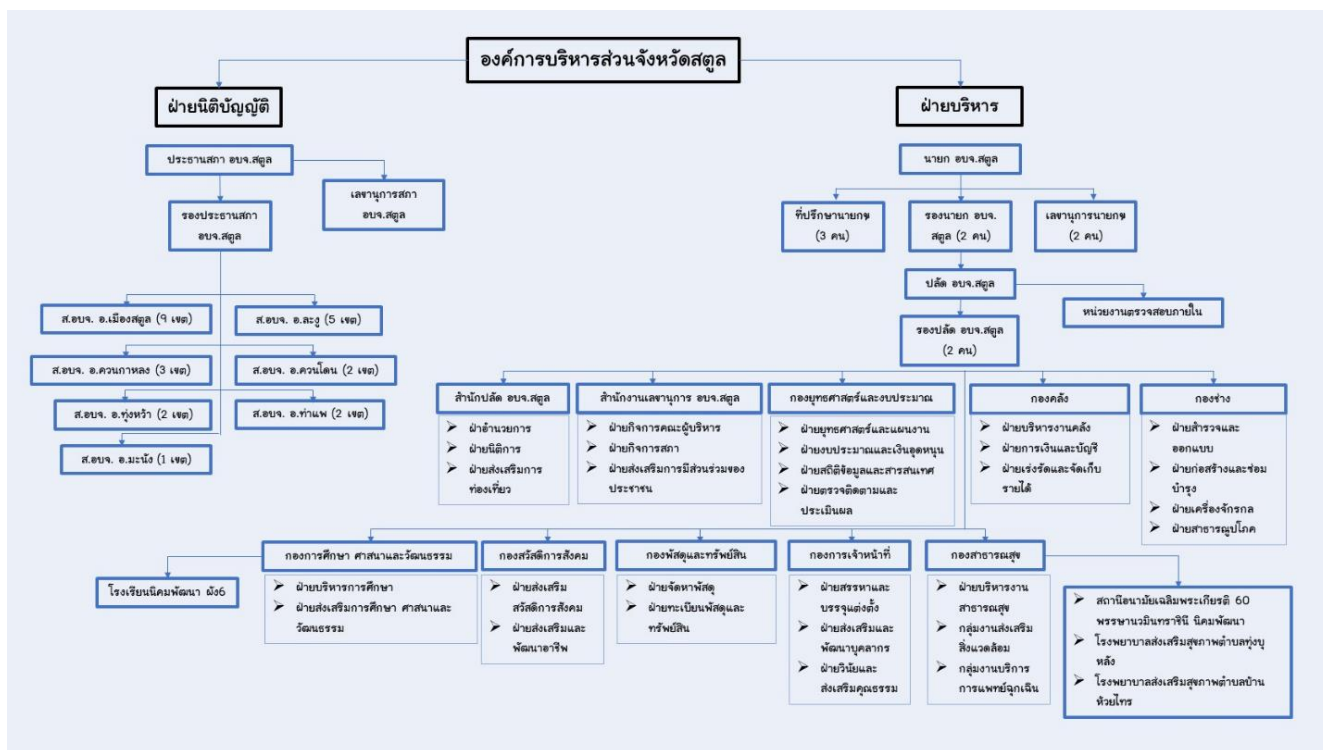 องค์การบริหารส่วนจังหวัดสตูล
ฝ่ายนิติบัญญัติ
ฝ่ายบริหาร
ประธานสภา อบจ.สตูล
เลขานุการสภา
อบจ.สตูล
รองประธานสภา
อบจ.สตูล
ส.อบจ. อ.เมืองสตูล (9 เขต)
ส.อบจ. อ.ละงู (5 เขต)
ส.อบจ. อ.ควนกาหลง (3 เขต)
ส.อบจ. อ.ควนโดน (2 เขต)
ส.อบจ. อ.ทุ่งหว้า (2 เขต)
ส.อบจ. อ.ท่าแพ (2 เขต)
ส.อบจ. อ.มะนัง (1 เขต)
นายก อบจ.สตูล
ที่ปรึกษานายกฯ
(3 คน)
รองนายก อบจ.
สตูล (2 คน)
เลขานุการนายกฯ
(2 คน)
ปลัด อบจ.สตูล
หน่วยงานตรวจสอบภายใน
รองปลัด อบจ.สตูล
(2 คน)
สำนักปลัด อบจ.สตูล
➤ ฝ่าอำนวยการ
➤ ฝ่ายนิติการ
➤ ฝ่ายส่งเสริมการ
ท่องเที่ยว
สำนักงานเลขานุการ อบจ.สตูล
➤ ฝ่ายกิจการคณะผู้บริหาร
➤ ฝ่ายกิจการสภา
➤ ฝ่ายส่งเสริมการมีส่วนร่วมของ
ประชาชน
กองยุทธศาสตร์และงบประมาณ
➤ ฝ่ายยุทธศาสตร์และแผนงาน
➤ ฝ่ายงบประมาณและเงินอุดหนุน
➤ ฝ่ายสถิติข้อมูลและสารสนเทศ
➤ ฝ่ายตรวจติดตามและ
ประเมินผล
กองคลัง
➤ ฝ่ายบริหารงานคลัง
➤ ฝ่ายการเงินและบัญชี
➤ ฝ่ายเร่งรัดและจัดเก็บ
รายได้
กองช่าง
➤ ฝ่ายสำรวจและ
ออกแบบ
➤ ฝ่ายก่อสร้างและซ่อม
บำรุง
➤ ฝ่ายเครื่องจักรกล
➤ ฝ่ายสาธารณูปโภค
โรงเรียนนิคมพัฒนา ผัง6
กองการศึกษา ศาสนาและวัฒนธรรม
➤ ฝ่ายบริหารการศึกษา
➤ ฝ่ายส่งเสริมการศึกษา ศาสนาและ
วัฒนธรรม
กองสวัสดิการสังคม
➤ ฝ่ายส่งเสริม
สวัสดิการสังคม
➤ ฝ่ายส่งเสริมและ
พัฒนาอาชีพ
กองพัสดุและทรัพย์สิน
➤ ฝ่ายจัดหาพัสดุ
➤ ฝ่ายทะเบียนพัสดุและ
ทรัพย์สิน
กองการเจ้าหน้าที่
➤ ฝ่ายสรรหาและ
บรรจุแต่งตั้ง
➤ ฝ่ายส่งเสริมและ
พัฒนาบุคลากร
➤ ฝ่ายวินัยและ
ส่งเสริมคุณธรรม
กองสาธารณสุข
➤ ฝ่ายบริหารงาน
สาธารณสุข
➤ กลุ่มงานส่งเสริม
สิ่งแวดล้อม
➤ กลุ่มงานบริการ
การแพทย์ฉุกเฉิน
➤ สถานีอนามัยเฉลิมพระเกียรติ 60
พรรษานวมินทราชินี นิคมพัฒนา
➤ โรงพยาบาลส่งเสริมสุขภาพตำบลทุ่งบุ
หลัง
➤ โรงพยาบาลส่งเสริมสุขภาพตำบลบ้าน
ห้วยไทร